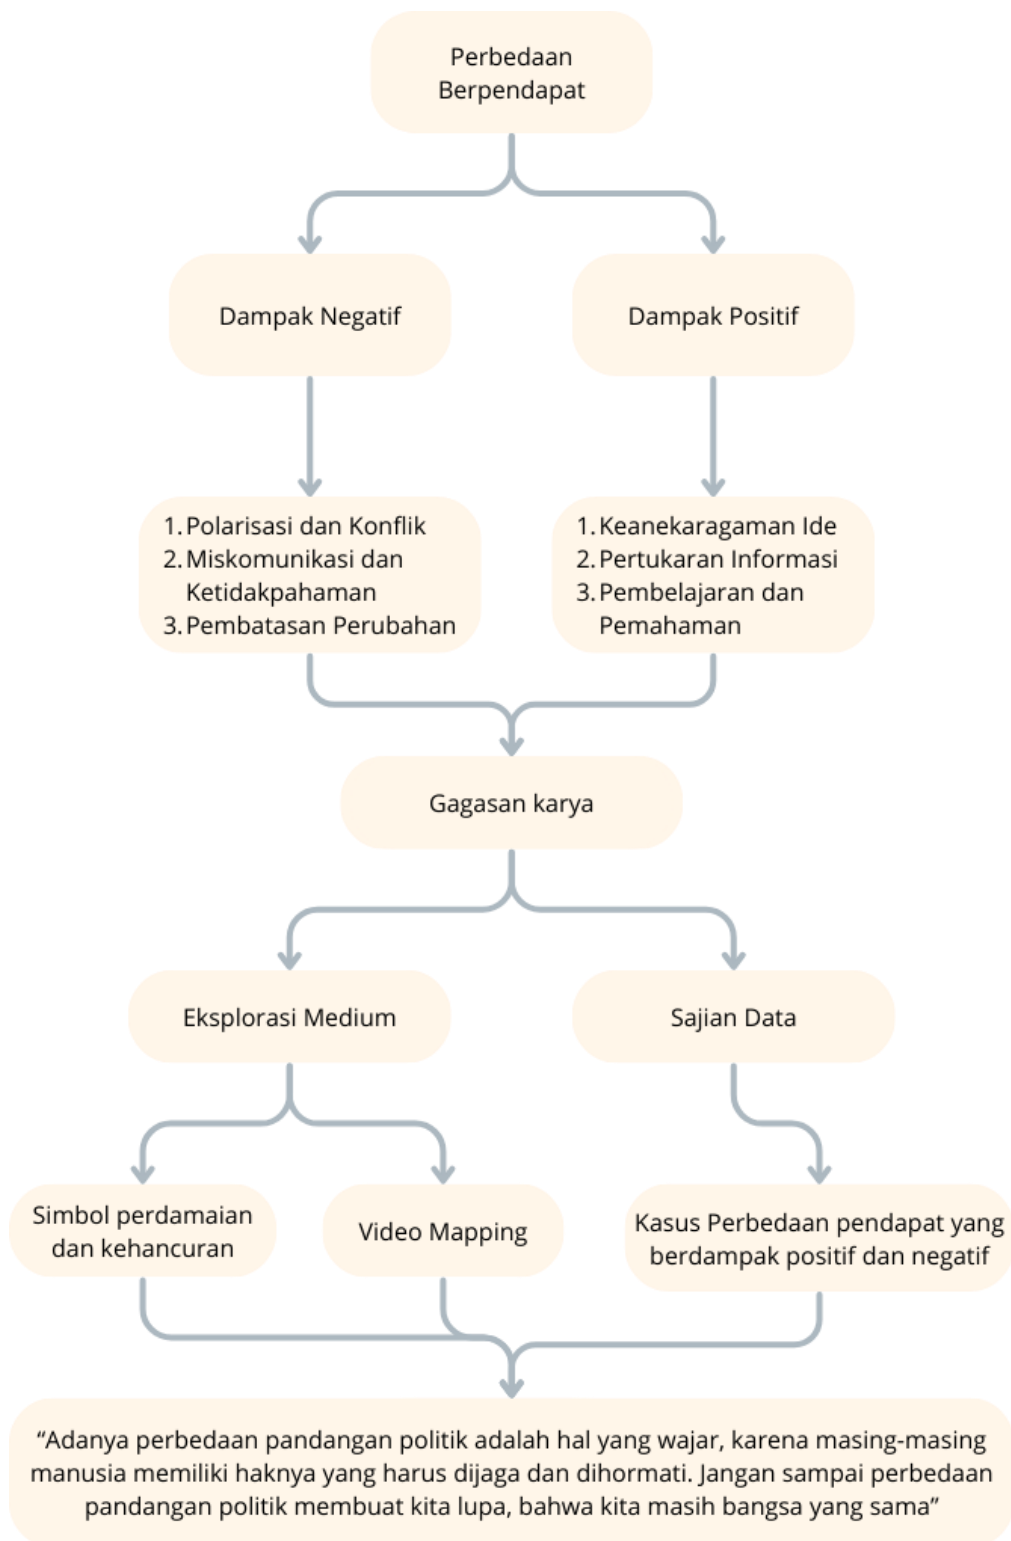 Perbedaan
Berpendapat
Dampak Negatif
Dampak Positif
1. Polarisasi dan Konflik
2. Miskomunikasi dan
Ketidakpahaman
3. Pembatasan Perubahan
1. Keanekaragaman Ide
2. Pertukaran Informasi
3. Pembelajaran dan
Pemahaman
Gagasan karya
Eksplorasi Medium
Sajian Data
Simbol perdamaian
dan kehancuran
Video Mapping
Kasus Perbedaan pendapat yang
berdampak positif dan negatif
“Adanya perbedaan pandangan politik adalah hal yang wajar, karena masing-masing
manusia memiliki haknya yang harus dijaga dan dihormati. Jangan sampai perbedaan
pandangan politik membuat kita lupa, bahwa kita masih bangsa yang sama”